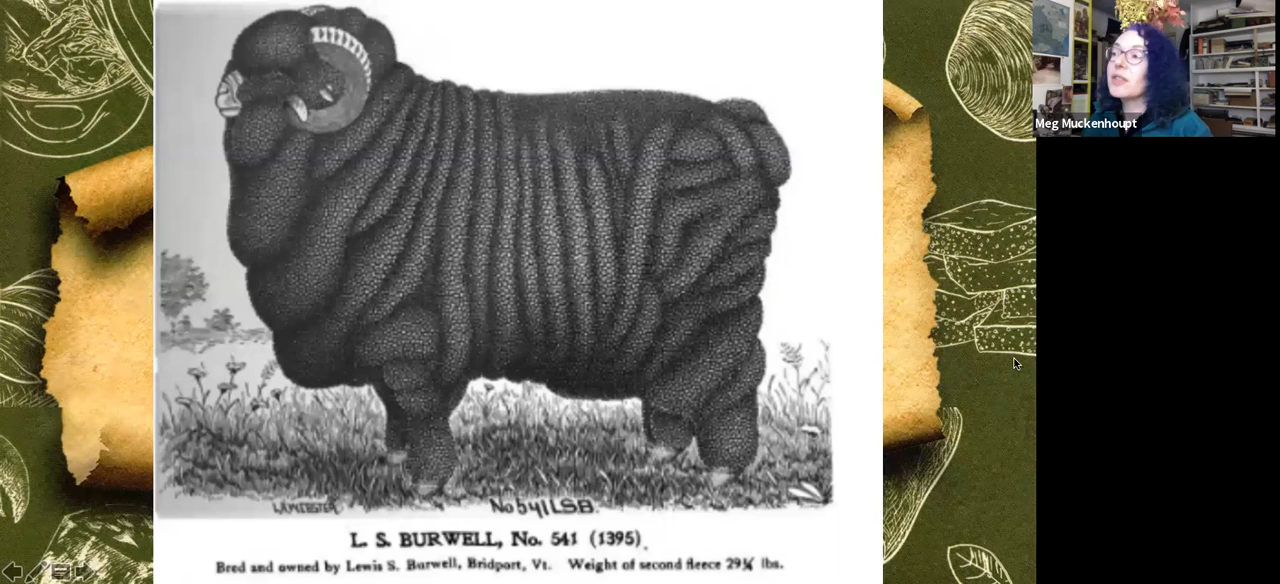 Meg Muckenhoupt
L.A.WEBSTER
No 541 LSB.
L. S. BURWELL, No. 541 (1395).
Bred and owned by Lewis S. Burwell, Bridport, Vt. Weight of second fleece 29¼ lbs.